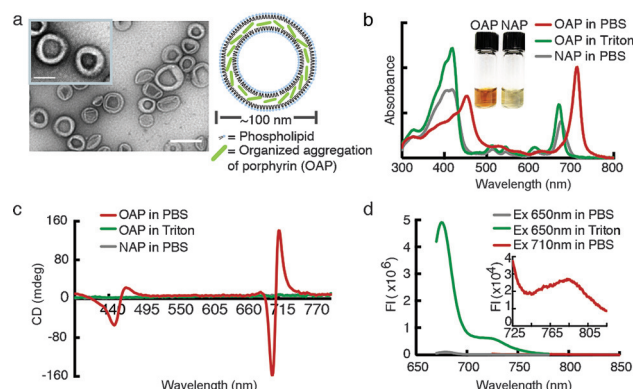 a
~100 nm
= Phospholipid
= Organized aggregation
of porphyrin (OAP)
b
OAP NAP
OAP in PBS
OAP in Triton
NAP in PBS
Absorbance
300 400 500 600 700 800
Wavelength (nm)
c
OAP in PBS
OAP in Triton
NAP in PBS
CD (mdeg)
160
80
0
-80
-160
440 495 550 605 660 715 770
Wavelength (nm)
d
Ex 650nm in PBS
Ex 650nm in Triton
Ex 710nm in PBS
FI (x10⁶)
5
4
3
2
1
0
650 700 750 800 850
Wavelength (nm)
FI (x10⁴)
4
3
2
1
0
725 765 805